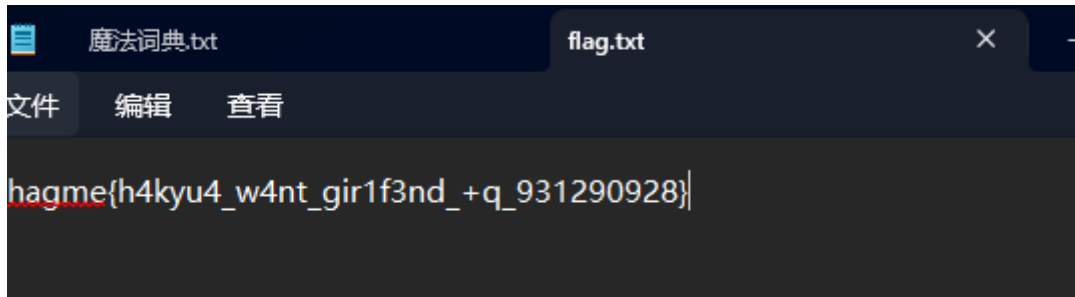 魔法词典.txt flag.txt
文件 编辑 查看
hagme{h4kyu4_w4nt_gir1f3nd_+q_931290928}